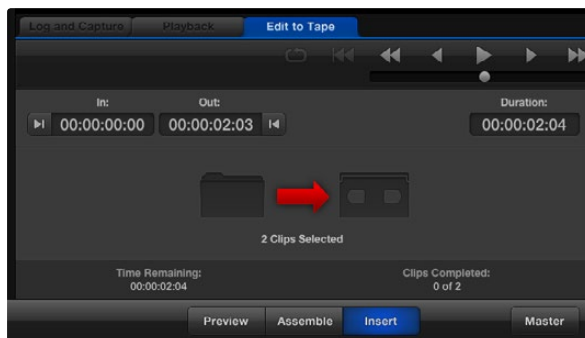 Log and Capture Playback Edit to Tape
In: Out: Duration:
00:00:00:00 00:00:02:03 00:00:02:04
2 Clips Selected
Time Remaining: Clips Completed:
00:00:02:04 0 of 2
Preview Assemble Insert Master